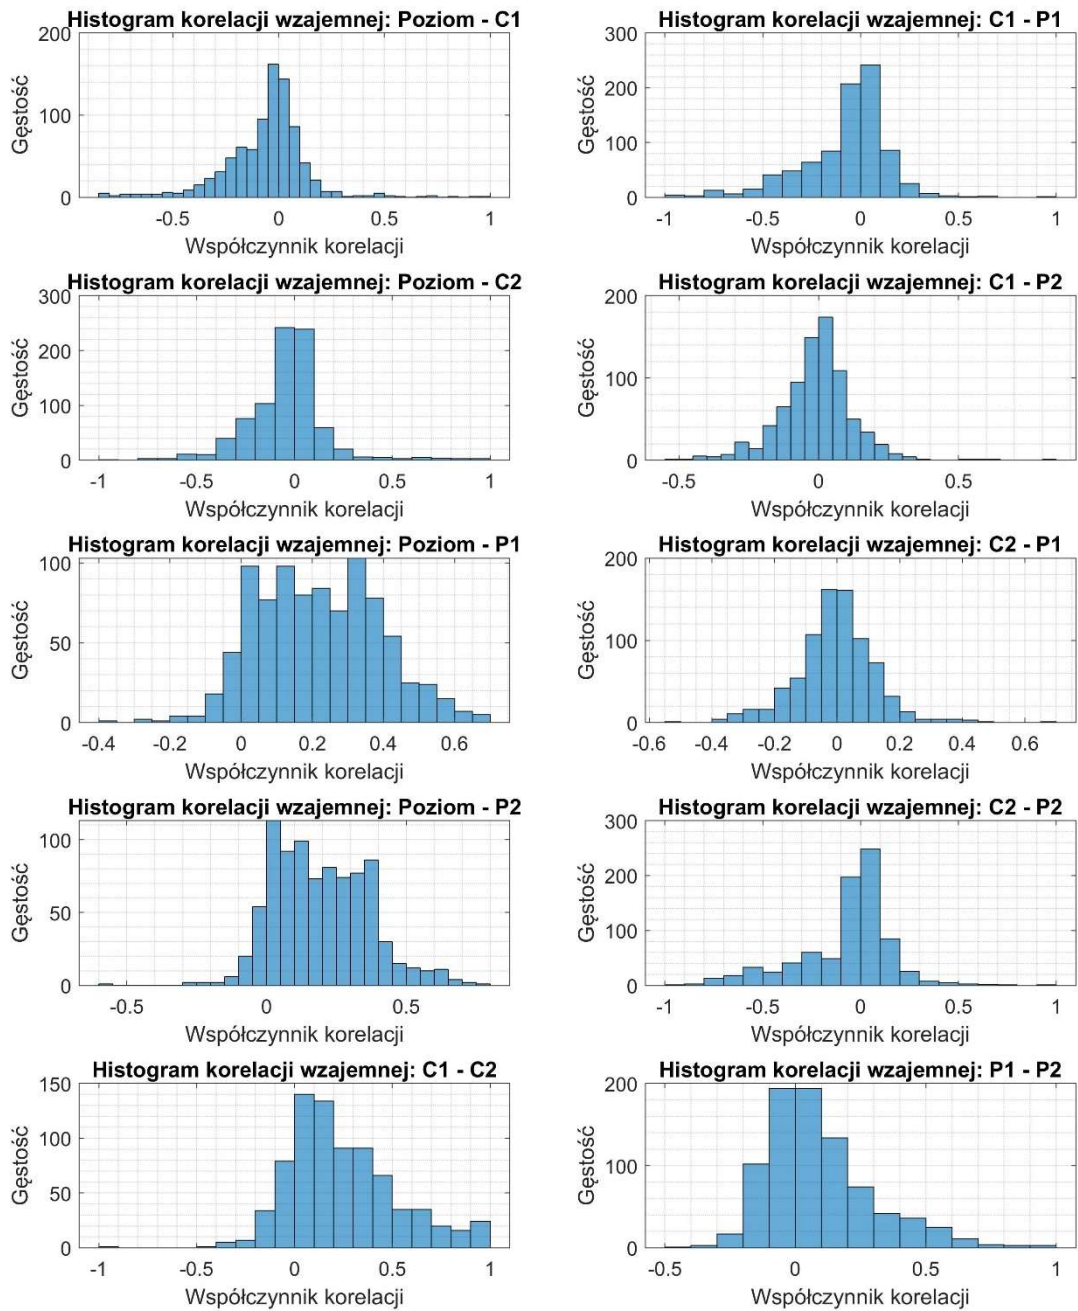 Histogram korelacji wzajemnej: Poziom - C1
200
100
0
Gęstość
-0.5 0 0.5 1
Współczynnik korelacji
Histogram korelacji wzajemnej: C1 - P1
300
200
100
0
Gęstość
-1 -0.5 0 0.5 1
Współczynnik korelacji
Histogram korelacji wzajemnej: Poziom - C2
300
200
100
0
Gęstość
-1 -0.5 0 0.5 1
Współczynnik korelacji
Histogram korelacji wzajemnej: C1 - P2
200
100
0
Gęstość
-0.5 0 0.5
Współczynnik korelacji
Histogram korelacji wzajemnej: Poziom - P1
100
50
0
Gęstość
-0.4 -0.2 0 0.2 0.4 0.6
Współczynnik korelacji
Histogram korelacji wzajemnej: C2 - P1
200
100
0
Gęstość
-0.6 -0.4 -0.2 0 0.2 0.4 0.6
Współczynnik korelacji
Histogram korelacji wzajemnej: Poziom - P2
100
50
0
Gęstość
-0.5 0 0.5
Współczynnik korelacji
Histogram korelacji wzajemnej: C2 - P2
300
200
100
0
Gęstość
-1 -0.5 0 0.5 1
Współczynnik korelacji
Histogram korelacji wzajemnej: C1 - C2
150
100
50
0
Gęstość
-1 -0.5 0 0.5 1
Współczynnik korelacji
Histogram korelacji wzajemnej: P1 - P2
200
100
0
Gęstość
-0.5 0 0.5 1
Współczynnik korelacji